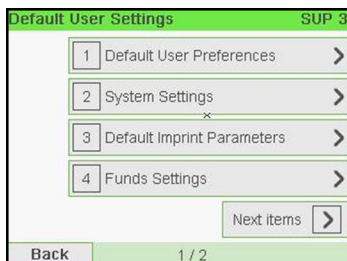 Default User Settings SUP 3
1 Default User Preferences >
2 System Settings >
3 Default Imprint Parameters >
4 Funds Settings >
Next items >
Back 1 / 2